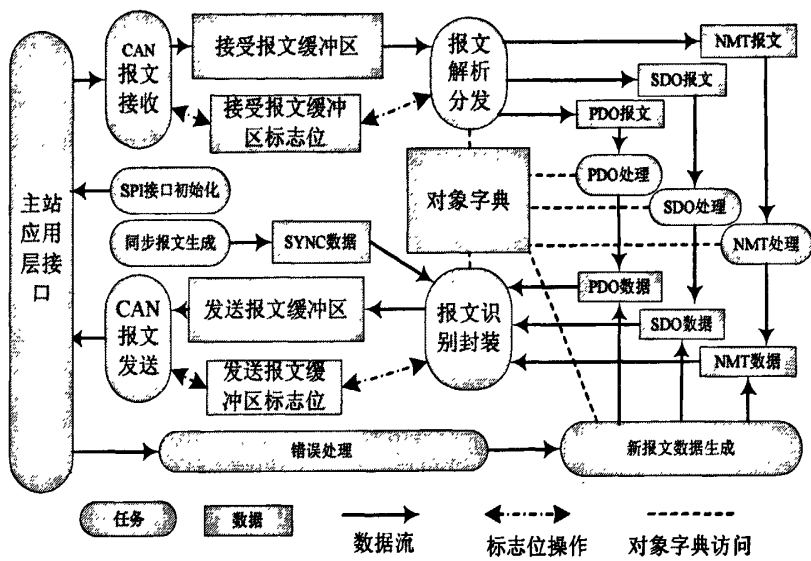 CAN
报文
接收
接受报文缓冲区
报文
解析
分发
NMT报文
SDO报文
PDO报文
接受报文缓冲
区标志位
主站
应用
层接
口
SPI接口初始化
对象字典
PDO处理
SDO处理
NMT处理
同步报文生成
SYNC数据
CAN
报文
发送
发送报文缓冲区
报文识
别封装
PDO数据
SDO数据
NMT数据
发送报文缓
冲区标志位
错误处理
新报文数据生成
任务
数据
数据流
标志位操作
对象字典访问